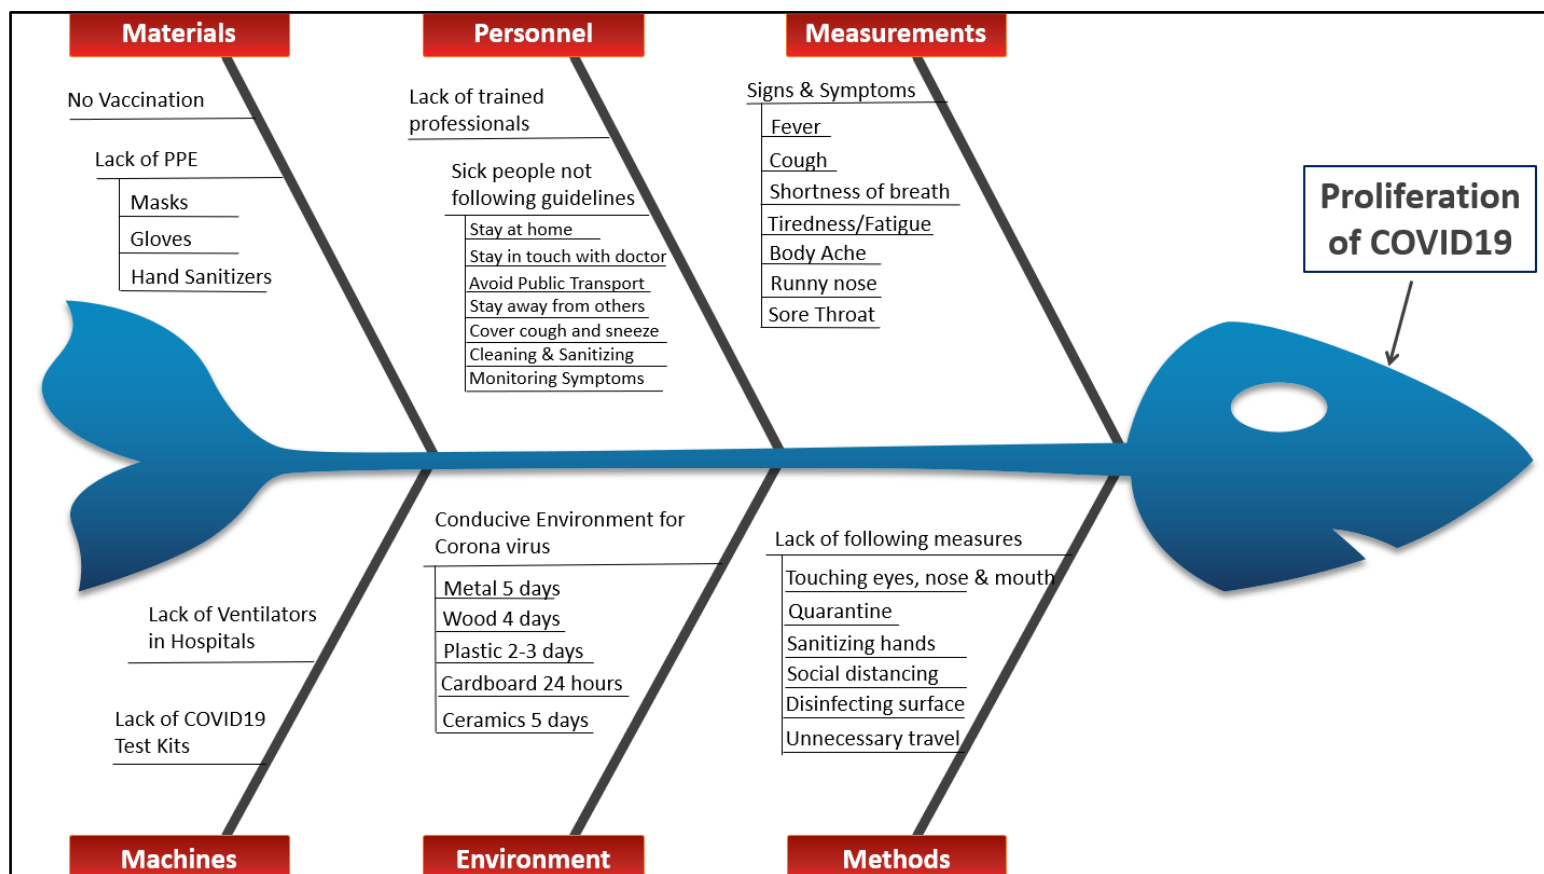 Materials
Personnel
Measurements
No Vaccination
Lack of PPE
Masks
Gloves
Hand Sanitizers
Lack of trained
professionals
Sick people not
following guidelines
Stay at home
Stay in touch with doctor
Avoid Public Transport
Stay away from others
Cover cough and sneeze
Cleaning & Sanitizing
Monitoring Symptoms
Signs & Symptoms
Fever
Cough
Shortness of breath
Tiredness/Fatigue
Body Ache
Runny nose
Sore Throat
Proliferation
of COVID19
Lack of Ventilators
in Hospitals
Lack of COVID19
Test Kits
Conducive Environment for
Corona virus
Metal 5 days
Wood 4 days
Plastic 2-3 days
Cardboard 24 hours
Ceramics 5 days
Lack of following measures
Touching eyes, nose & mouth
Quarantine
Sanitizing hands
Social distancing
Disinfecting surface
Unnecessary travel
Machines
Environment
Methods